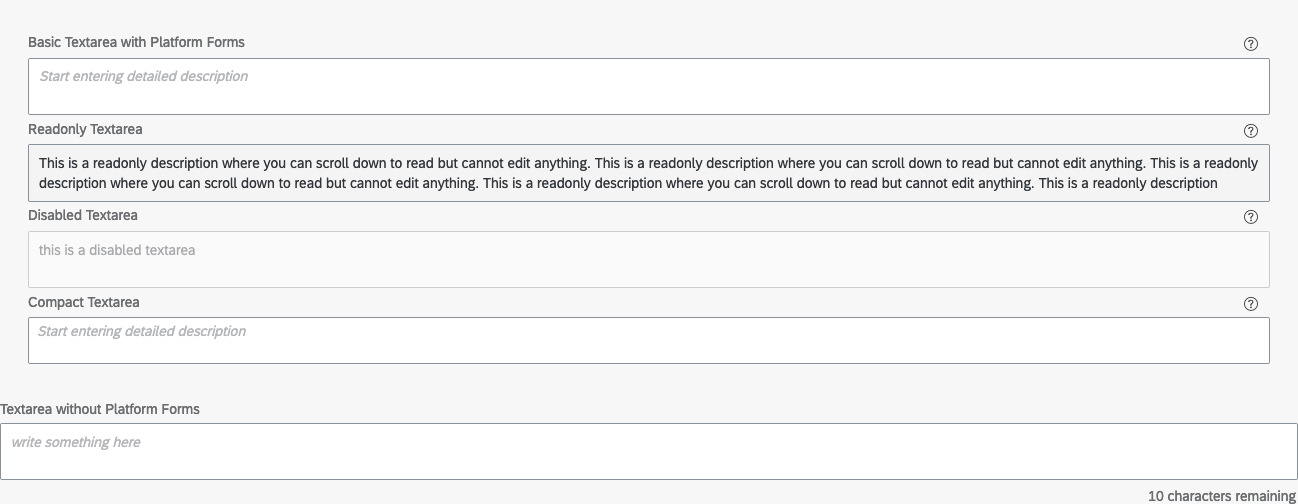 Basic Textarea with Platform Forms
Start entering detailed description
Readonly Textarea
This is a readonly description where you can scroll down to read but cannot edit anything. This is a readonly description where you can scroll down to read but cannot edit anything. This is a readonly
description where you can scroll down to read but cannot edit anything. This is a readonly description where you can scroll down to read but cannot edit anything. This is a readonly description
Disabled Textarea
this is a disabled textarea
Compact Textarea
Start entering detailed description
Textarea without Platform Forms
write something here
10 characters remaining